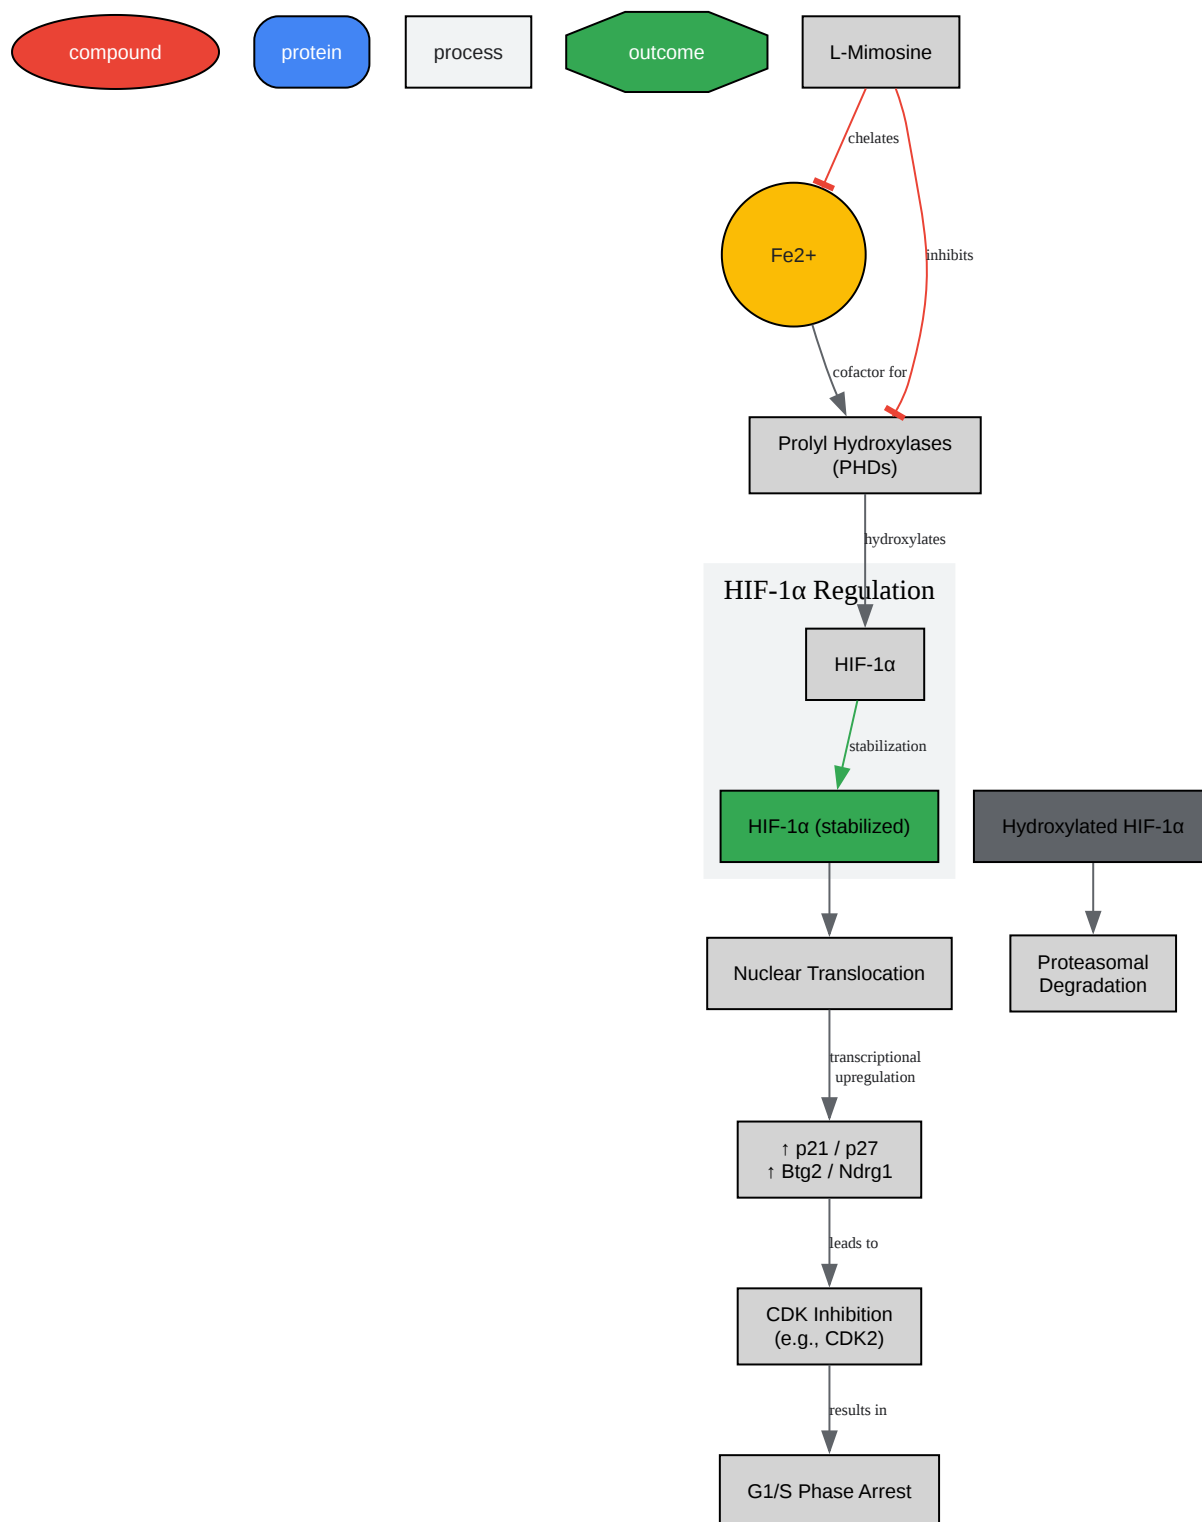 compound
protein
process
outcome
L-Mimosine
chelates
Fe2+
inhibits
cofactor for
Prolyl Hydroxylases
(PHDs)
hydroxylates
HIF-1α Regulation
HIF-1α
stabilization
HIF-1α (stabilized)
Hydroxylated HIF-1α
Nuclear Translocation
Proteasomal
Degradation
transcriptional
upregulation
↑ p21 / p27
↑ Btg2 / Ndrg1
leads to
CDK Inhibition
(e.g., CDK2)
results in
G1/S Phase Arrest